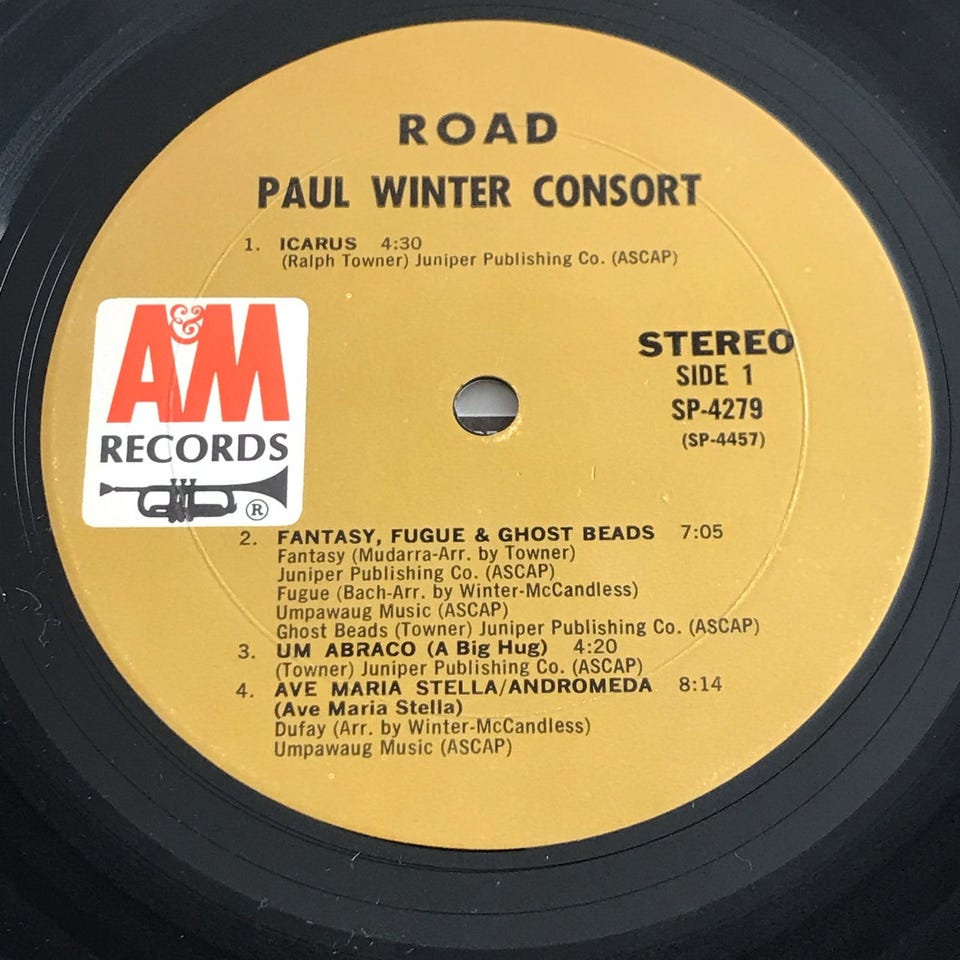 ROAD
PAUL WINTER CONSORT
1. ICARUS 4:30
(Ralph Towner) Juniper Publishing Co. (ASCAP)
A&M
RECORDS
®
STEREO
SIDE 1
SP-4279
(SP-4457)
2. FANTASY, FUGUE & GHOST BEADS 7:05
Fantasy (Mudarra-Arr. by Towner)
Juniper Publishing Co. (ASCAP)
Fugue (Bach-Arr. by Winter-McCandless)
Umpawaug Music (ASCAP)
Ghost Beads (Towner) Juniper Publishing Co. (ASCAP)
3. UM ABRACO (A Big Hug) 4:20
(Towner) Juniper Publishing Co. (ASCAP)
4. AVE MARIA STELLA/ANDROMEDA 8:14
(Ave Maria Stella)
Dufay (Arr. by Winter-McCandless)
Umpawaug Music (ASCAP)